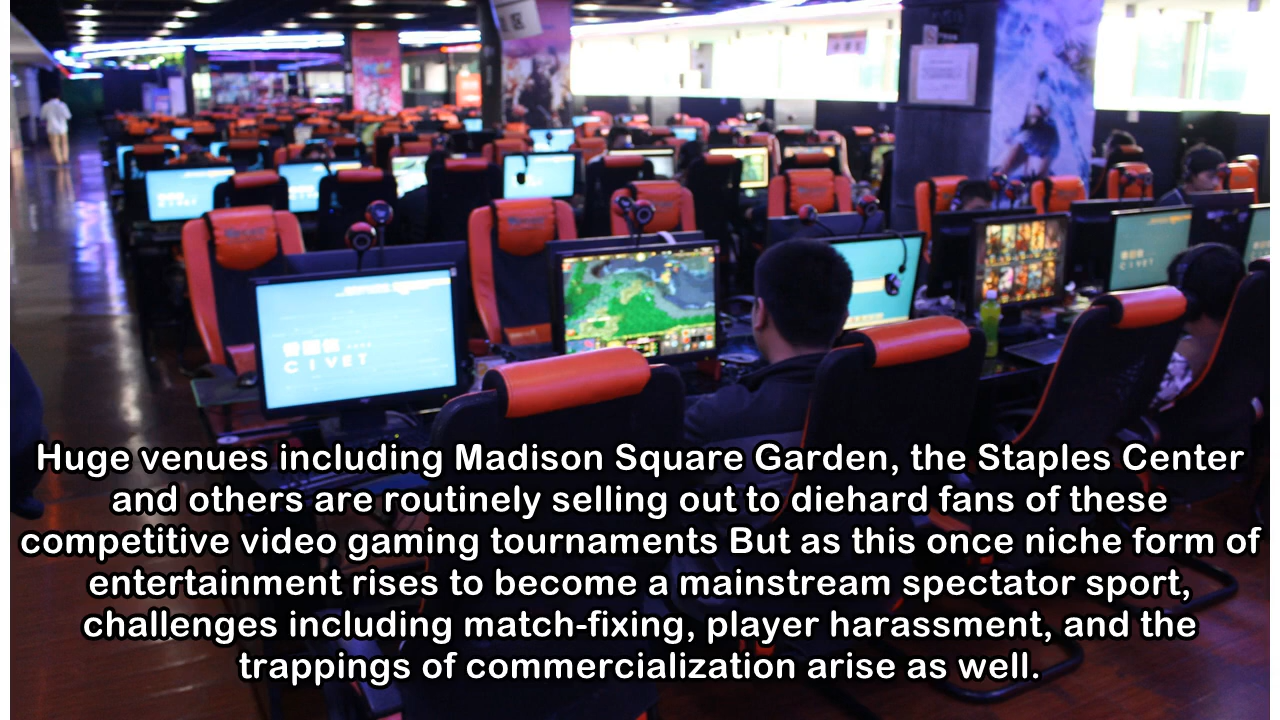 CIVET
Huge venues including Madison Square Garden, the Staples Center
and others are routinely selling out to diehard fans of these
competitive video gaming tournaments But as this once niche form of
entertainment rises to become a mainstream spectator sport,
challenges including match-fixing, player harassment, and the
trappings of commercialization arise as well.